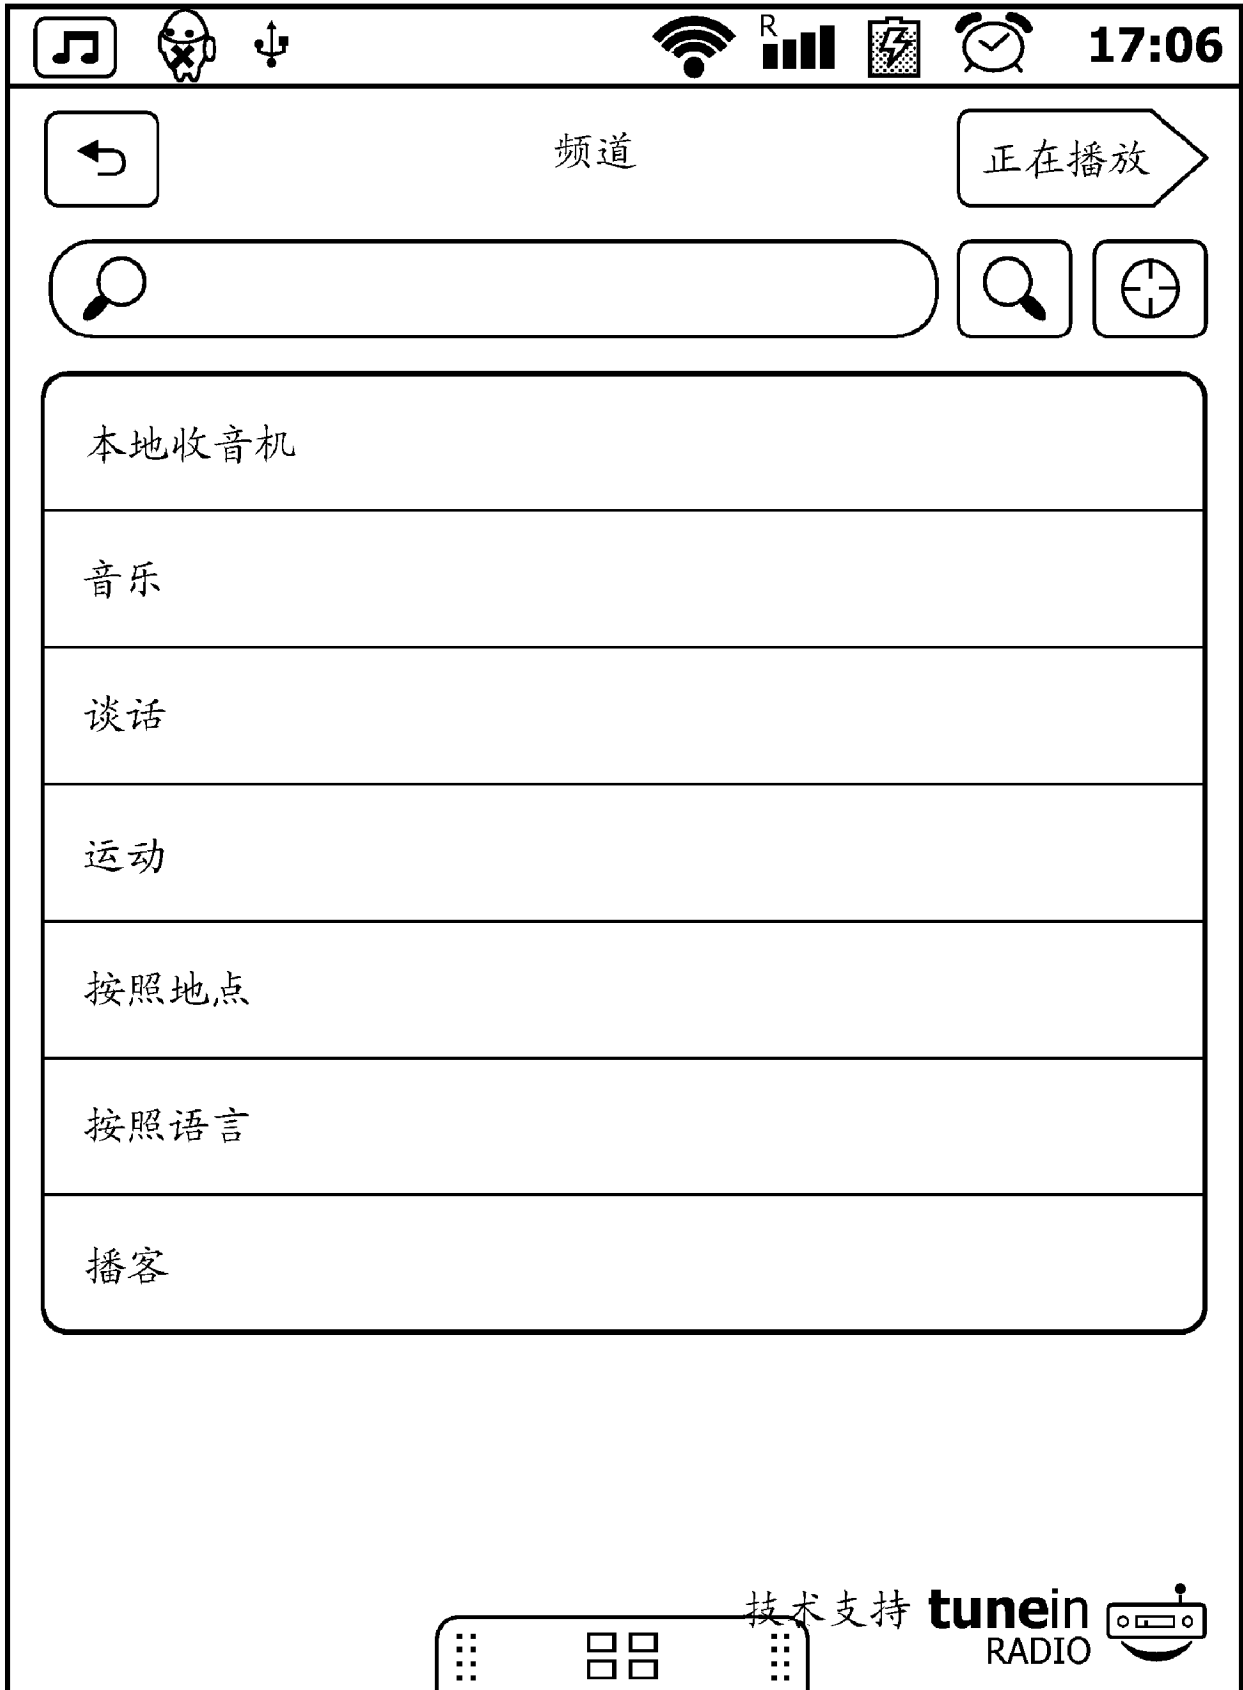 R 17:06
频道
正在播放
本地收音机
音乐
谈话
运动
按照地点
按照语言
播客
技术支持 tunein
RADIO